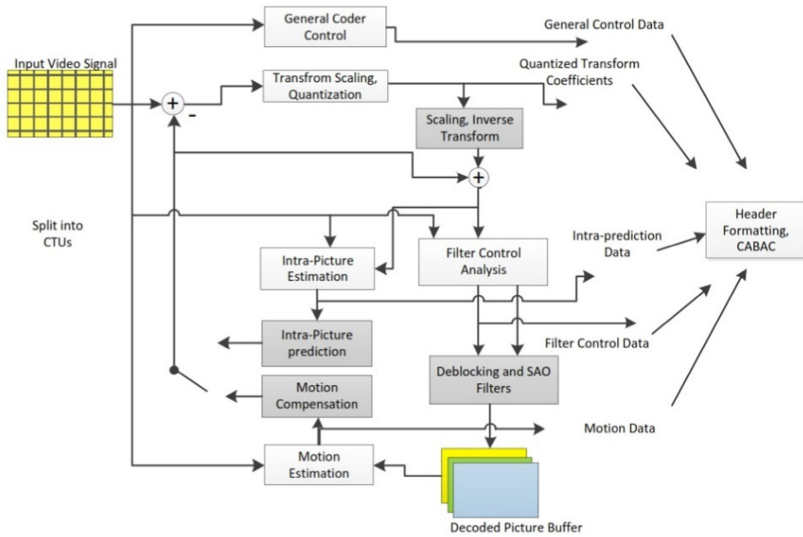 General Coder
Control
General Control Data
Input Video Signal
Transfrom Scaling,
Quantization
Quantized Transform
Coefficients
+
-
Scaling, Inverse
Transform
+
Split into
CTUs
Header
Formatting,
CABAC
Intra-Picture
Estimation
Filter Control
Analysis
Intra-prediction
Data
Intra-Picture
prediction
Filter Control Data
Deblocking and SAO
Filters
Motion
Compensation
Motion Data
Motion
Estimation
Decoded Picture Buffer